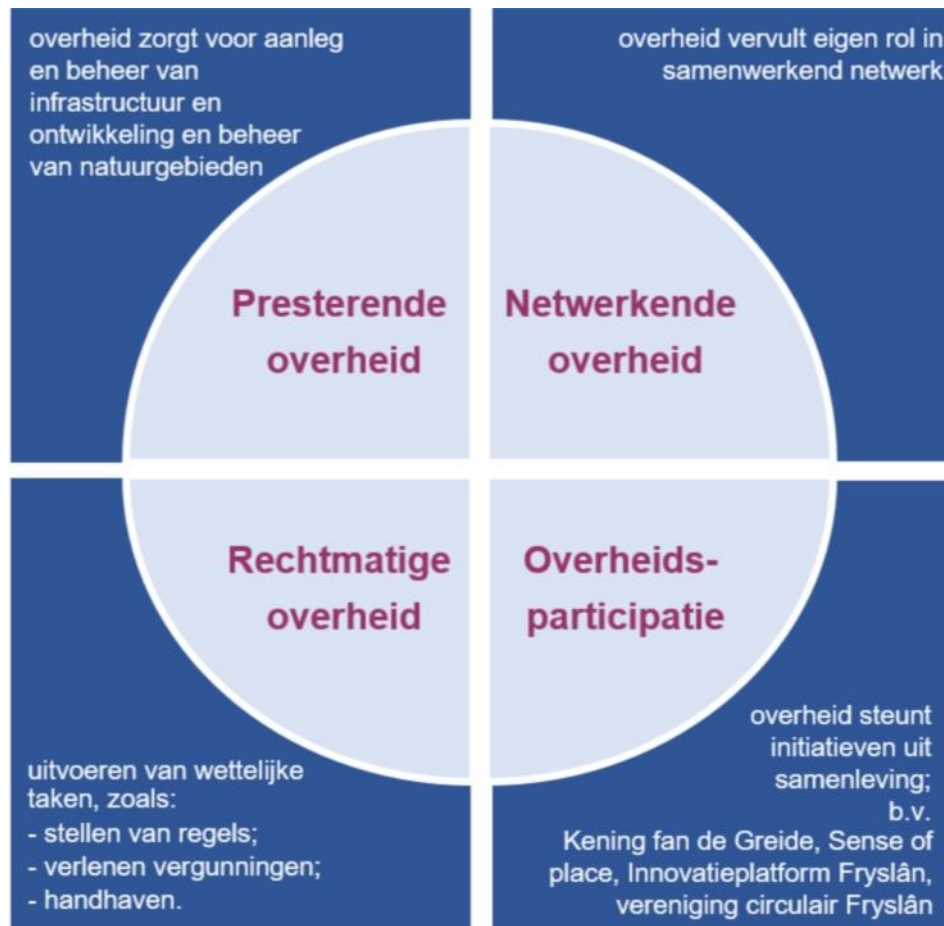 overheid zorgt voor aanleg
en beheer van
infrastructuur en
ontwikkeling en beheer
van natuurgebieden
overheid vervult eigen rol in
samenwerkend netwerk
Presterende
overheid
Netwerkende
overheid
Rechtmatige
overheid
Overheids-
participatie
uitvoeren van wettelijke
taken, zoals:
- stellen van regels;
- verlenen vergunningen;
- handhaven.
overheid steunt
initiatieven uit
samenleving;
b.v.
Kening fan de Greide, Sense of
place, Innovatieplatform Fryslân,
vereniging circulair Fryslân